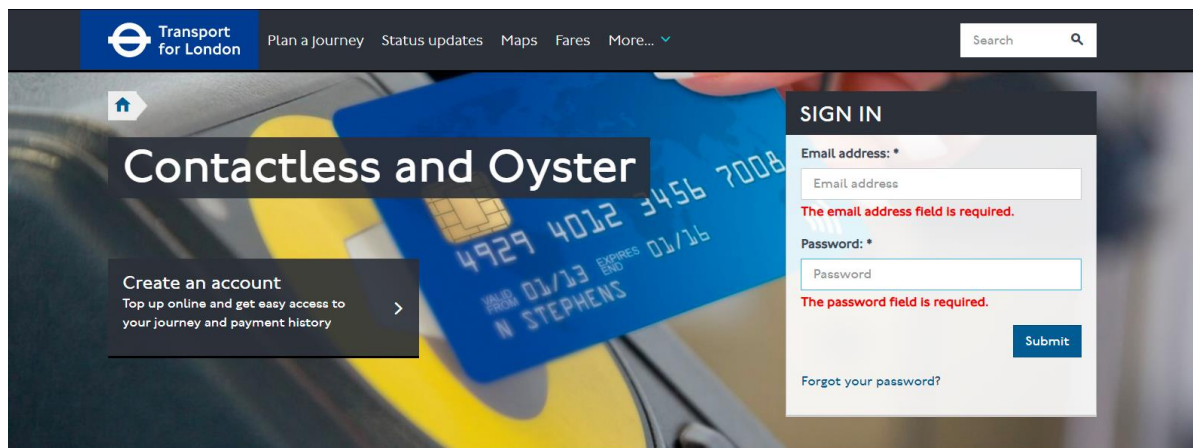 Transport
for London
Plan a journey Status updates Maps Fares More...
Search
SIGN IN
Contactless and Oyster
Email address: *
Email address
The email address field is required.
Password: *
Password
The password field is required.
Submit
Forgot your password?
Create an account
Top up online and get easy access to
your journey and payment history
4929 4012 3456 7008
VALID FROM 01/13 EXPIRES END 01/16
N STEPHENS